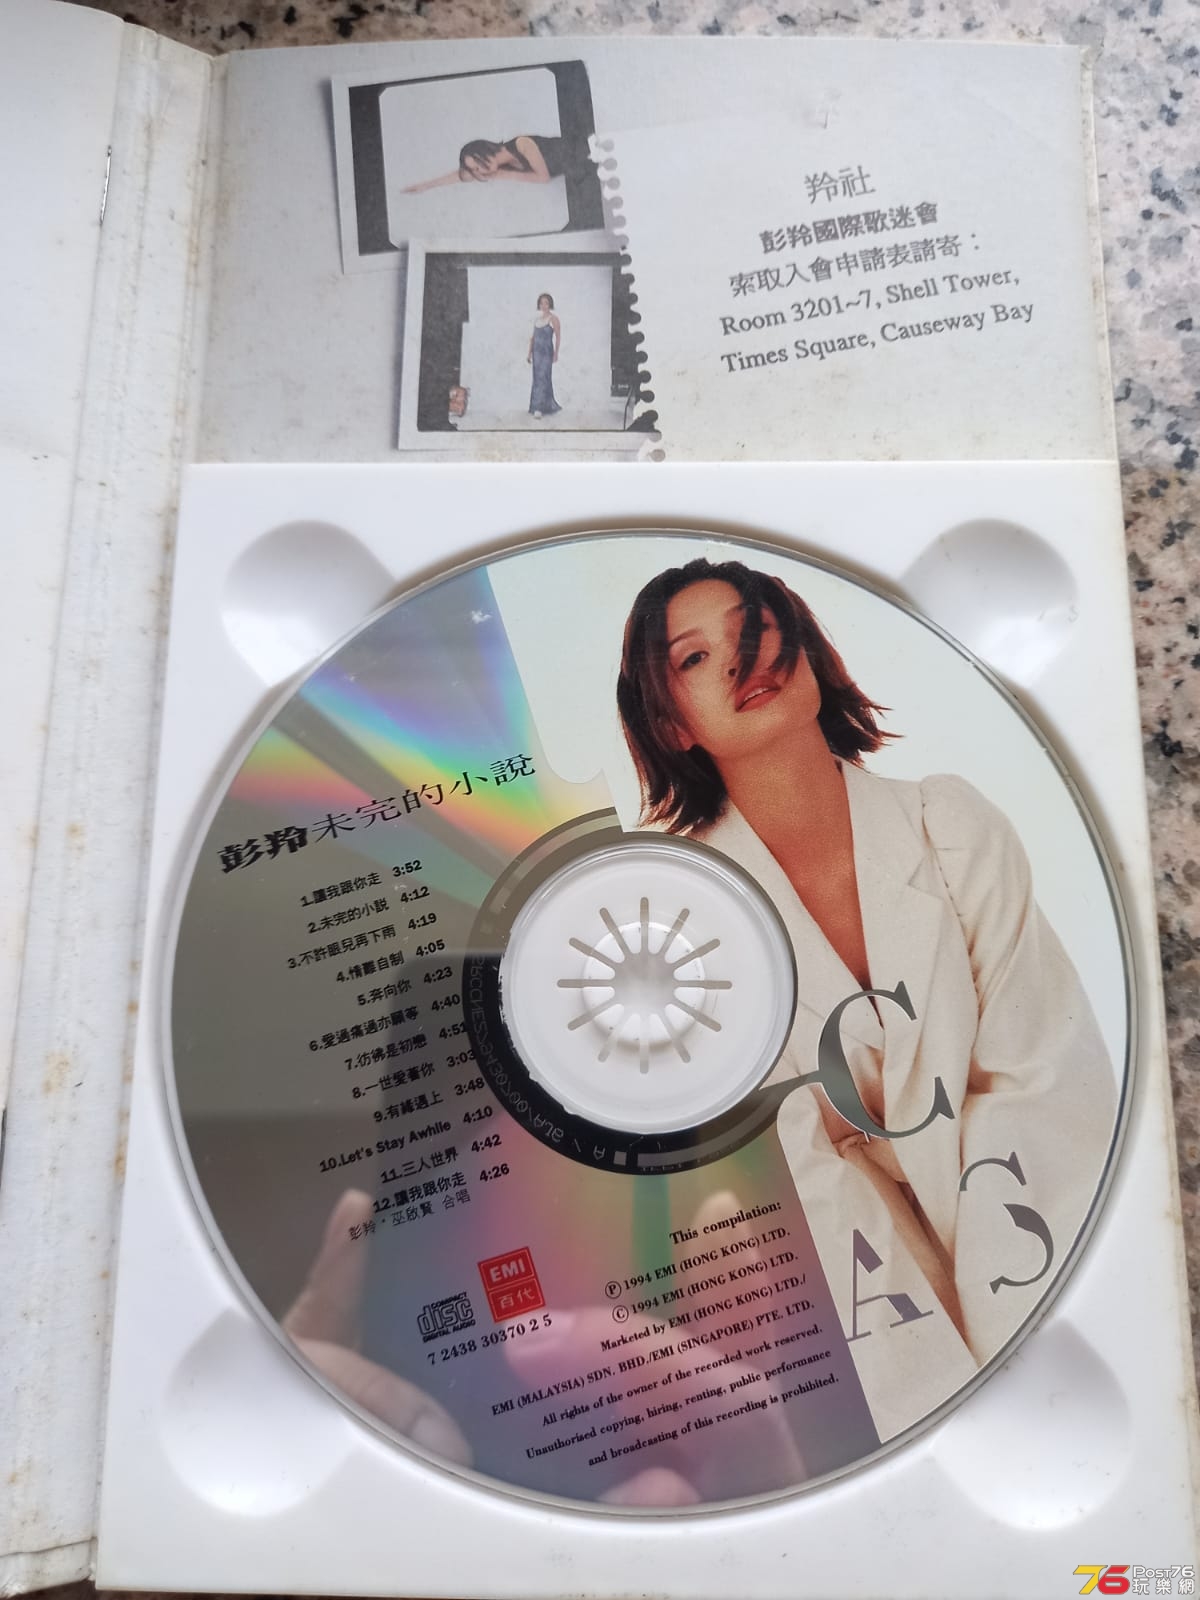 羚社
彭羚國際歌迷會
索取入會申請表請寄：
Room 3201~7, Shell Tower,
Times Square, Causeway Bay
彭羚未完的小說
1.讓我跟你走 3:52
2.未完的小說 4:12
3.不許眼兒再下雨 4:19
4.情難自制 4:05
5.奔向你 4:23
6.愛過痛過亦願等 4:40
7.彷彿是初戀 4:51
8.一世愛著你 3:03
9.有緣遇上 3:48
10.Let's Stay Awhile 4:10
11.三人世界 4:42
12.讓我跟你走 4:26
彭羚・巫啟賢 合唱
C
A S
EMI
百代
COMPACT
disc
DIGITAL AUDIO
7 2438 30370 2 5
This compilation:
Ⓟ 1994 EMI (HONG KONG) LTD.
© 1994 EMI (HONG KONG) LTD.
Marketed by EMI (HONG KONG) LTD./
EMI (MALAYSIA) SDN. BHD./EMI (SINGAPORE) PTE. LTD.
All rights of the owner of the recorded work reserved.
Unauthorised copying, hiring, renting, public performance
and broadcasting of this recording is prohibited.
76 Post76
玩樂網